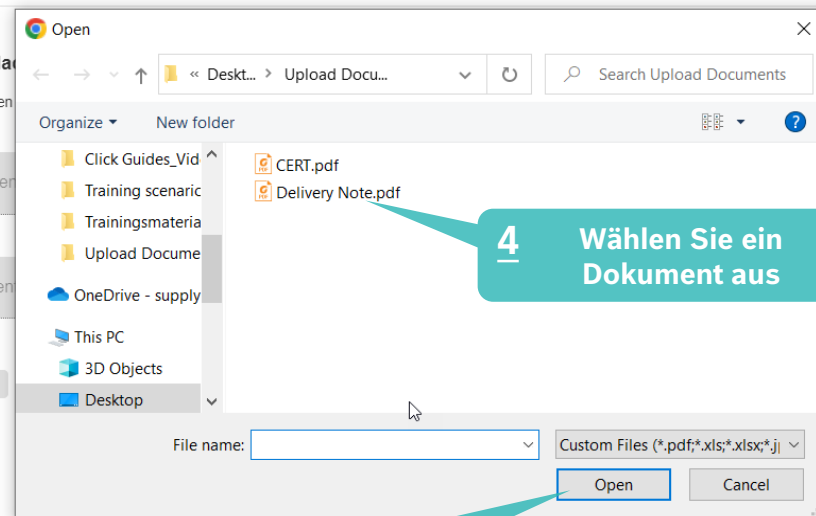 Open
« Deskt... > Upload Docu...
Search Upload Documents
Organize
New folder
?
Click Guides_Vid
Training scenaric
Trainingsmateria
Upload Docume
OneDrive - supply
This PC
3D Objects
Desktop
CERT.pdf
Delivery Note.pdf
4 Wählen Sie ein
Dokument aus
File name:
Custom Files (*.pdf;*.xls;*.xlsx;*.j
Open
Cancel